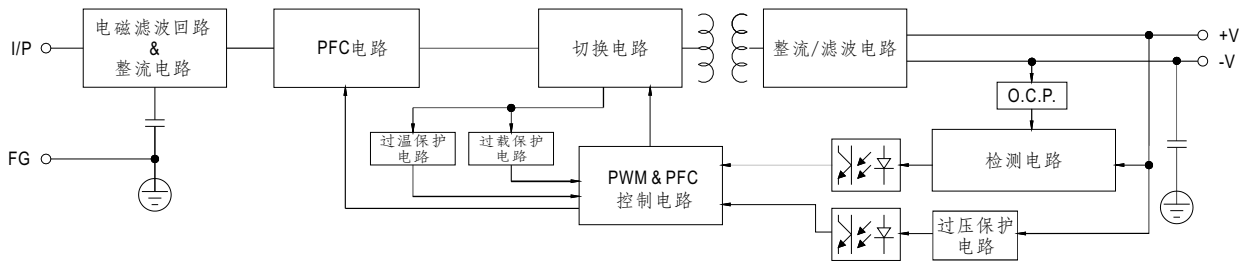 电磁滤波回路
&
整流电路
I/P
PFC电路
切换电路
整流/滤波电路
+V
-V
O.C.P.
FG
过温保护
电路
过载保护
电路
PWM & PFC
控制电路
检测电路
过压保护
电路